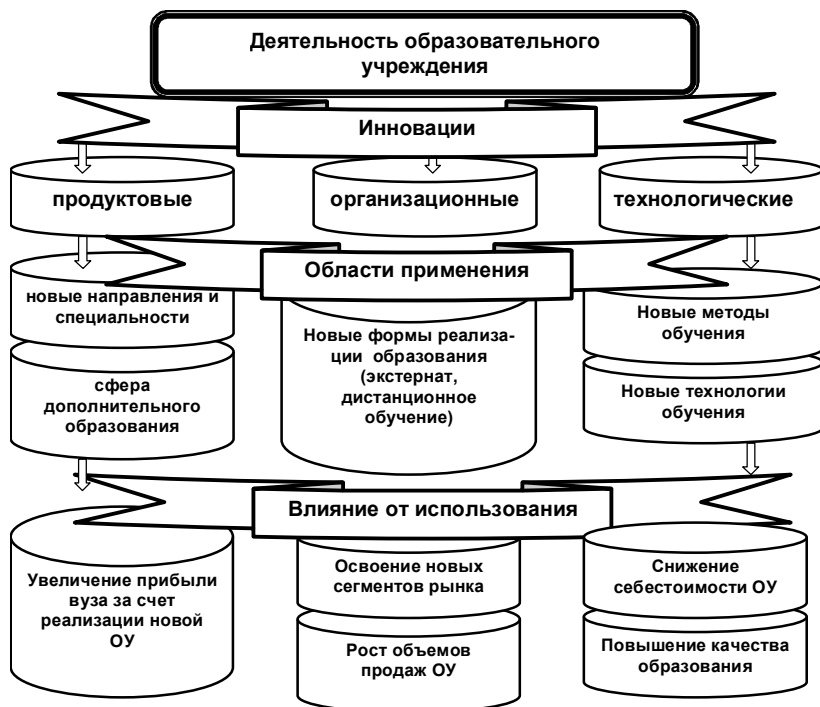 Деятельность образовательного
учреждения
Инновации
продуктовые
организационные
технологические
Области применения
новые направления и
специальности
сфера
дополнительного
образования
Новые формы реализа-
ции образования
(экстернат,
дистанционное
обучение)
Новые методы
обучения
Новые технологии
обучения
Влияние от использования
Увеличение прибыли
вуза за счет
реализации новой
ОУ
Освоение новых
сегментов рынка
Рост объемов
продаж ОУ
Снижение
себестоимости ОУ
Повышение качества
образования